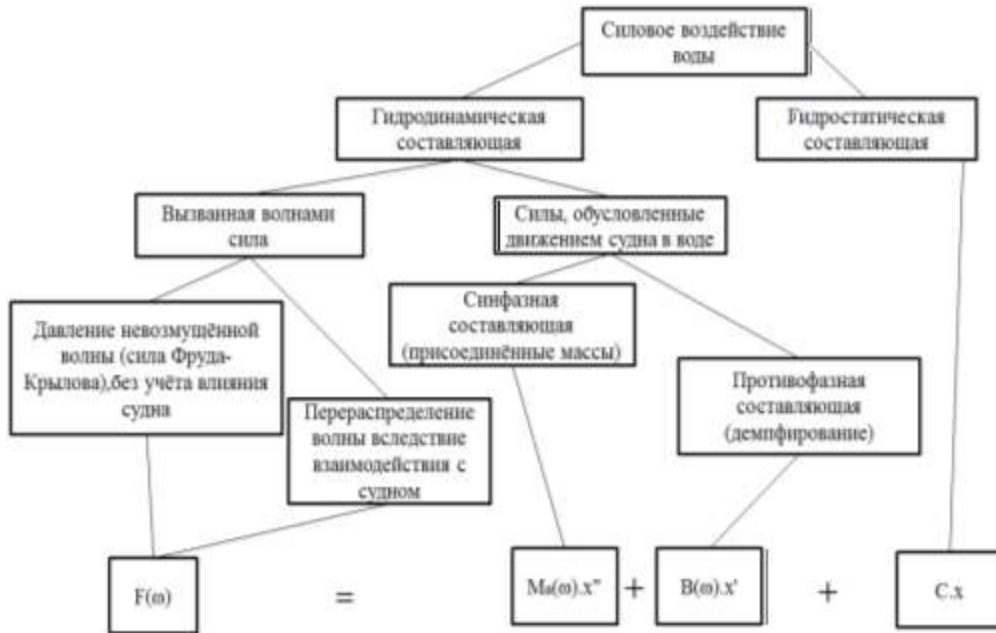 Силовое воздействие
воды
Гидродинамическая
составляющая
Гидростатическая
составляющая
Вызванная волнами
сила
Силы, обусловленные
движением судна в воде
Давление невозмущённой
волны (сила Фруда-
Крылова),без учёта влияния
судна
Синфазная
составляющая
(присоединённые массы)
Перераспределение
волны вследствие
взаимодействия с
судном
Противофазная
составляющая
(демпфирование)
F(ω) = Ma(ω).x'' + B(ω).x' + C.x